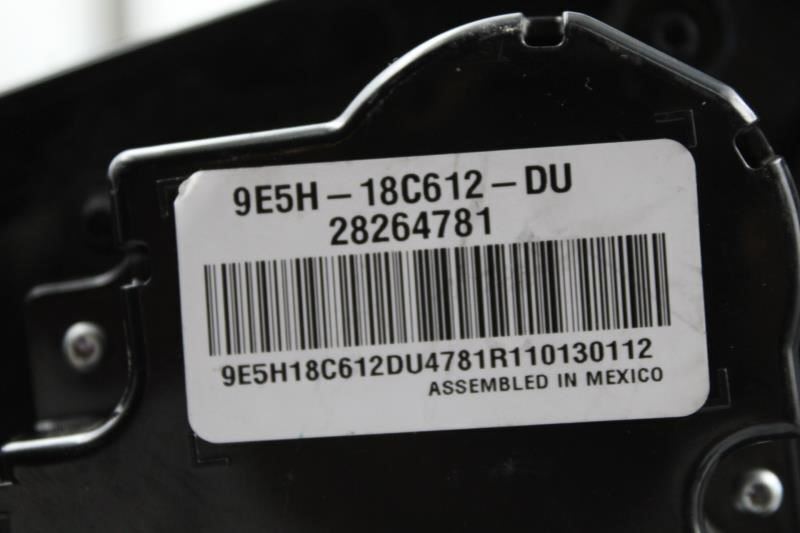 9E5H-18C612-DU
28264781
9E5H18C612DU4781R110130112
ASSEMBLED IN MEXICO